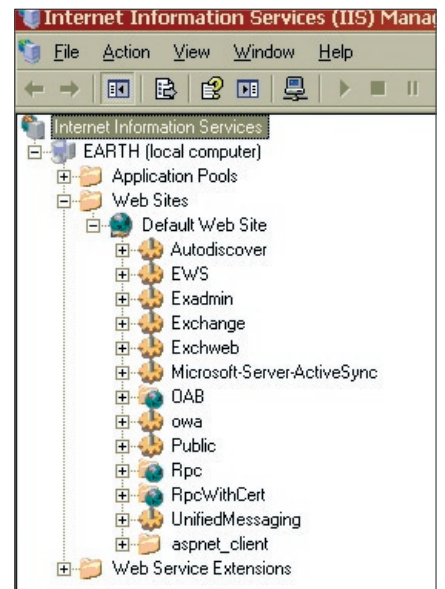 Internet Information Services (IIS) Manag
File Action View Window Help
Internet Information Services
EARTH (local computer)
Application Pools
Web Sites
Default Web Site
Autodiscover
EWS
Exadmin
Exchange
Exchweb
Microsoft-Server-ActiveSync
OAB
owa
Public
Rpc
RpcWithCert
UnifiedMessaging
aspnet_client
Web Service Extensions